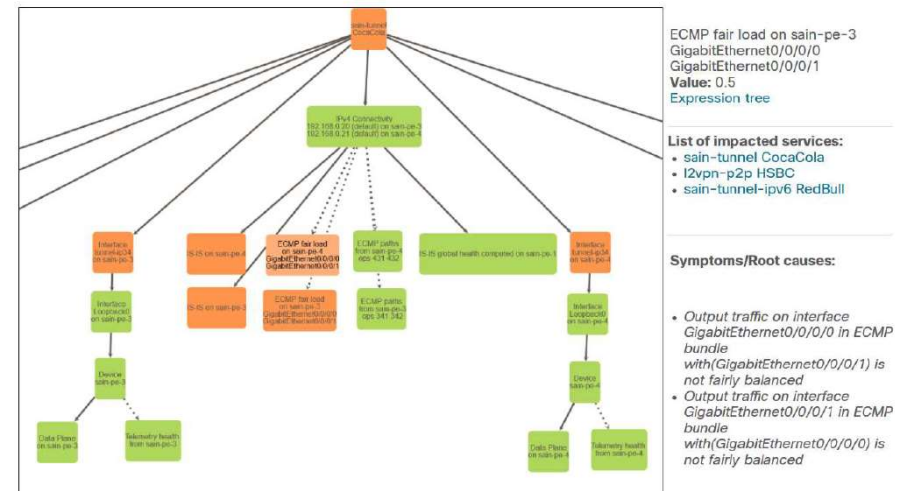 sain-tunnel
CocaCola
IPv4 Connectivity
192.168.0.20 (default) on sain-pe-3
192.168.0.21 (default) on sain-pe-4
Interface
tunnel-ip34
on sain-pe-3
IS-IS on sain-pe-4
ECMP fair load
on sain-pe-4
GigabitEthernet0/0/0/0
GigabitEthernet0/0/0/1
ECMP paths
from sain-pe-4
ops 431 432
IS-IS global health computed on sain-pe-1
Interface
tunnel-ip34
on sain-pe-4
IS-IS on sain-pe-3
ECMP fair load
on sain-pe-3
GigabitEthernet0/0/0/0
GigabitEthernet0/0/0/1
ECMP paths
from sain-pe-3
ops 341 342
Interface
Loopback0
on sain-pe-3
Interface
Loopback0
on sain-pe-4
Device
sain-pe-3
Device
sain-pe-4
Data Plane
on sain-pe-3
Telemetry health
from sain-pe-3
Data Plane
on sain-pe-4
Telemetry health
from sain-pe-4
ECMP fair load on sain-pe-3
GigabitEthernet0/0/0/0
GigabitEthernet0/0/0/1
Value: 0.5
Expression tree
List of impacted services:
• sain-tunnel CocaCola
• l2vpn-p2p HSBC
• sain-tunnel-ipv6 RedBull
Symptoms/Root causes:
• Output traffic on interface
GigabitEthernet0/0/0/0 in ECMP
bundle
with(GigabitEthernet0/0/0/1) is
not fairly balanced
• Output traffic on interface
GigabitEthernet0/0/0/1 in ECMP
bundle
with(GigabitEthernet0/0/0/0) is
not fairly balanced